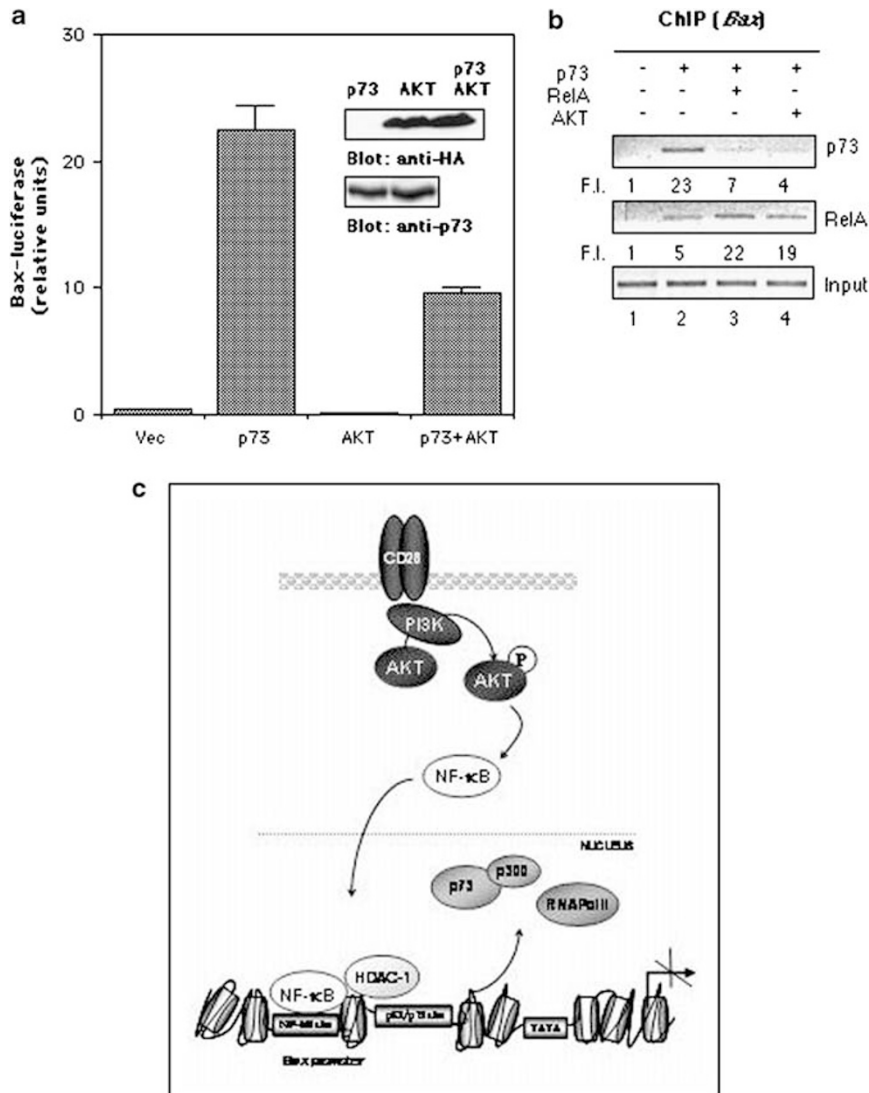 a
30
20
10
0
Bax-luciferase
(relative units)
Vec
p73
AKT
p73+AKT
p73
p73 AKT AKT
Blot: anti-HA
Blot: anti-p73
b
ChIP (Bax)
p73 - + + +
RelA - - + -
AKT - - - +
p73
F.I. 1 23 7 4
RelA
F.I. 1 5 22 19
Input
1 2 3 4
c
CD28
PI3K
AKT
AKT
P
NF-κB
NUCLEUS
p73
p300
RNAPolII
NF-κB
HDAC-1
TATA
Bax promoter